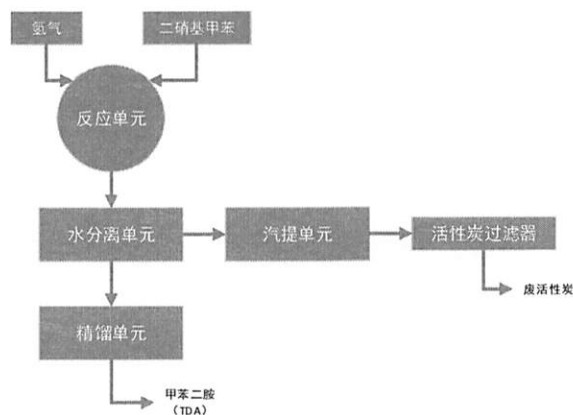 氢气
二硝基甲苯
反应单元
水分离单元
汽提单元
活性炭过滤器
废活性炭
精馏单元
甲苯二胺
（TDA）